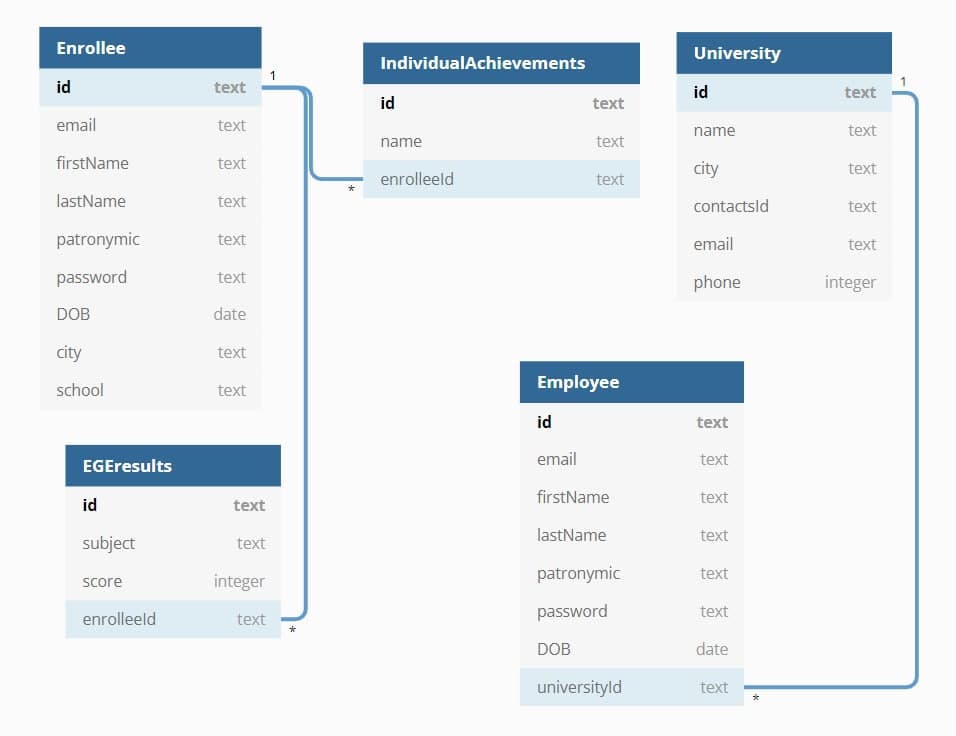 Enrollee
id text
email text
firstName text
lastName text
patronymic text
password text
DOB date
city text
school text
1
*
IndividualAchievements
id text
name text
enrolleeId text
University
id text
name text
city text
contactsId text
email text
phone integer
1
EGEresults
id text
subject text
score integer
enrolleeId text
*
Employee
id text
email text
firstName text
lastName text
patronymic text
password text
DOB date
universityId text
*